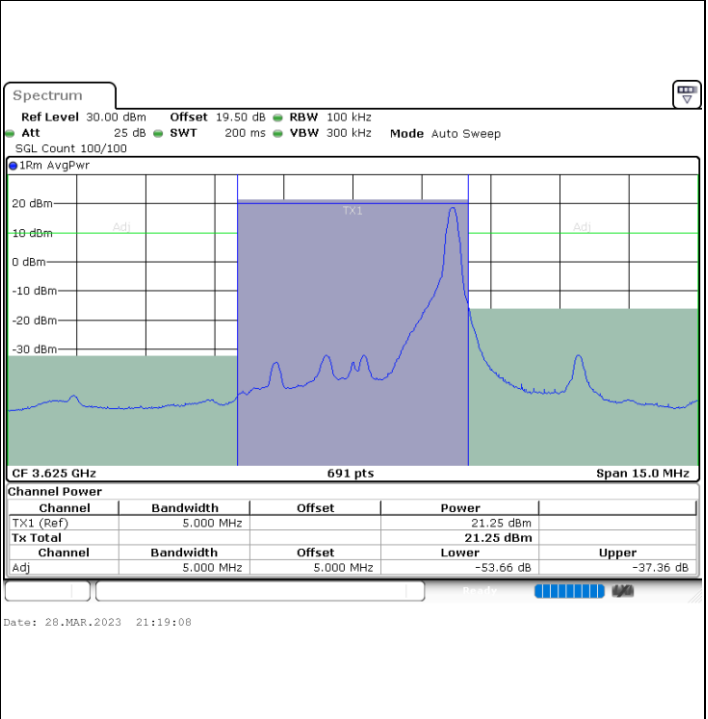 Spectrum
Ref Level 30.00 dBm Offset 19.50 dB RBW 100 kHz
Att 25 dB SWT 200 ms VBW 300 kHz Mode Auto Sweep
SGL Count 100/100
1Rm AvgPwr
20 dBm
TX1
Adj Adj
10 dBm
0 dBm
-10 dBm
-20 dBm
-30 dBm
CF 3.625 GHz 691 pts Span 15.0 MHz
Channel Power
Channel Bandwidth Offset Power
TX1 (Ref) 5.000 MHz 21.25 dBm
Tx Total 21.25 dBm
Channel Bandwidth Offset Lower Upper
Adj 5.000 MHz 5.000 MHz -53.66 dB -37.36 dB
Ready
Date: 28.MAR.2023 21:19:08